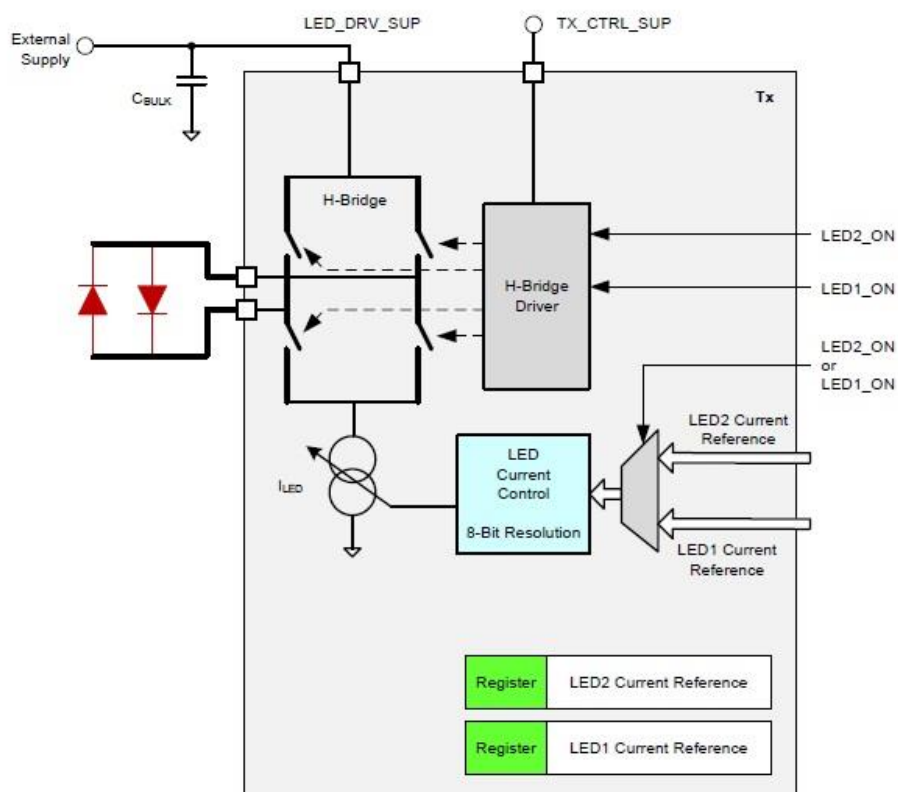 LED_DRV_SUP
TX_CTRL_SUP
External
Supply
CBULK
Tx
H-Bridge
H-Bridge
Driver
LED2_ON
LED1_ON
LED2_ON
or
LED1_ON
LED2 Current
Reference
LED
Current
Control
8-Bit Resolution
ILED
LED1 Current
Reference
Register
LED2 Current Reference
Register
LED1 Current Reference